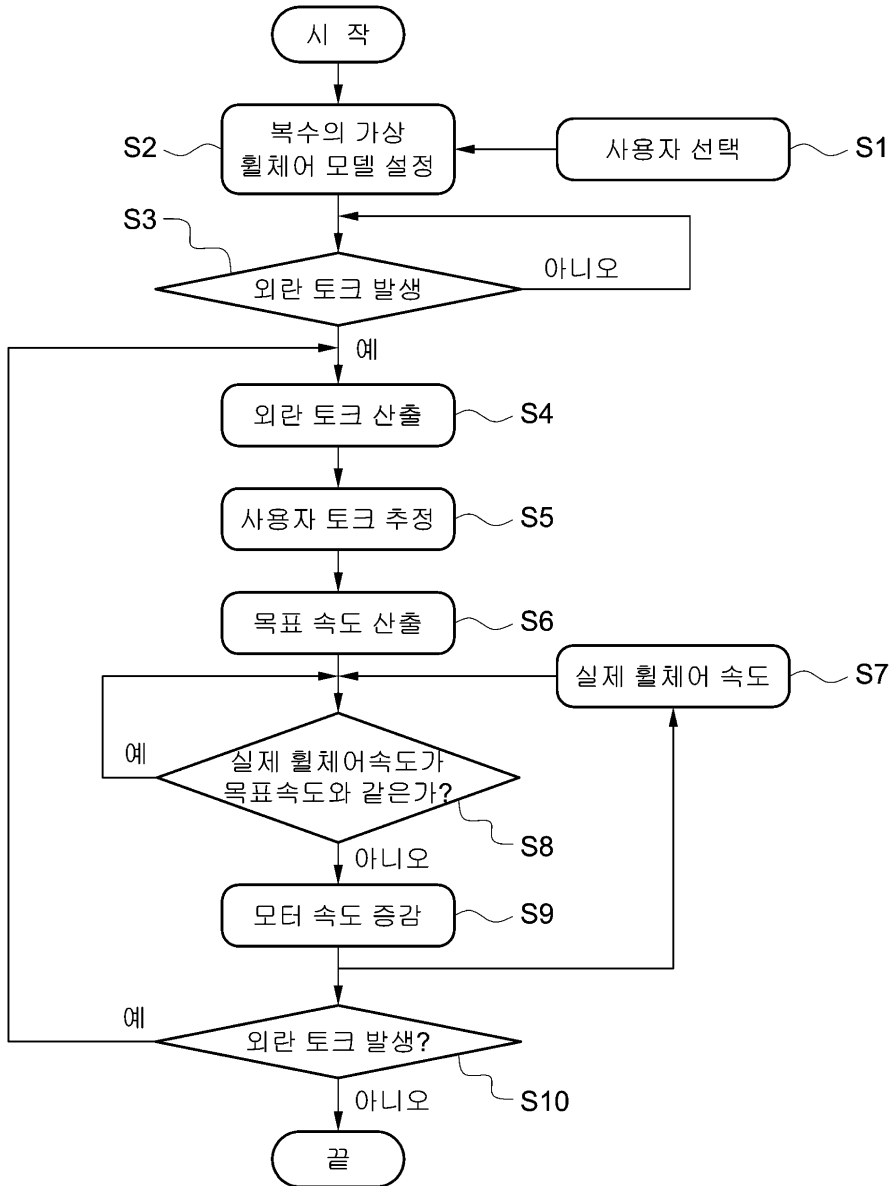 시 작
S2
복수의 가상
휠체어 모델 설정
사용자 선택
S1
S3
외란 토크 발생
아니오
예
외란 토크 산출
S4
사용자 토크 추정
S5
목표 속도 산출
S6
실제 휠체어 속도
S7
예
실제 휠체어속도가
목표속도와 같은가?
S8
아니오
모터 속도 증감
S9
예
외란 토크 발생?
S10
아니오
끝